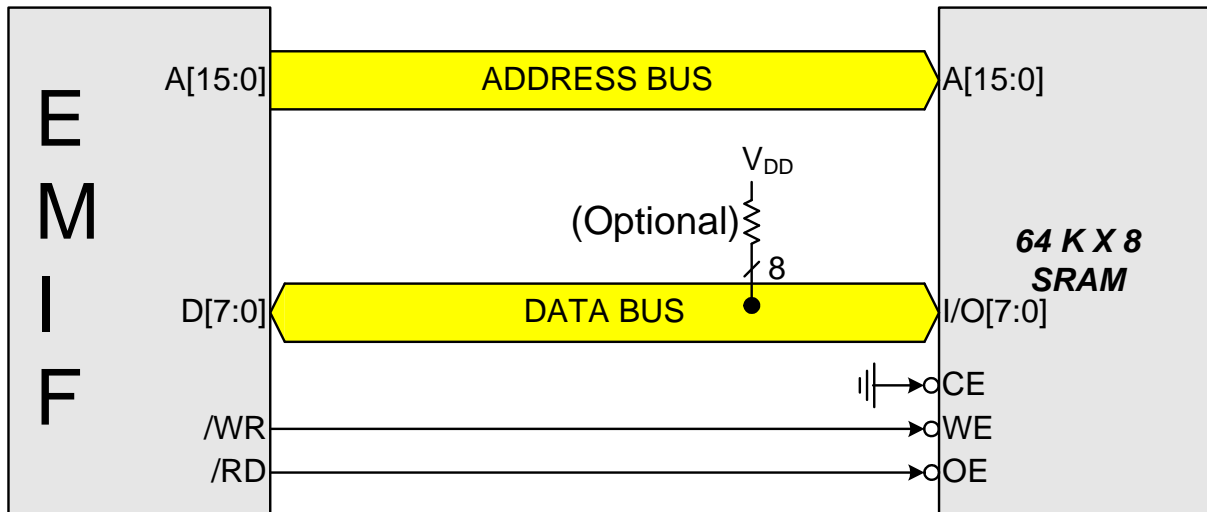 E
M
I
F
A[15:0]
ADDRESS BUS
A[15:0]
V_DD
(Optional)
8
64 K X 8
SRAM
D[7:0]
DATA BUS
I/O[7:0]
CE
/WR
WE
/RD
OE